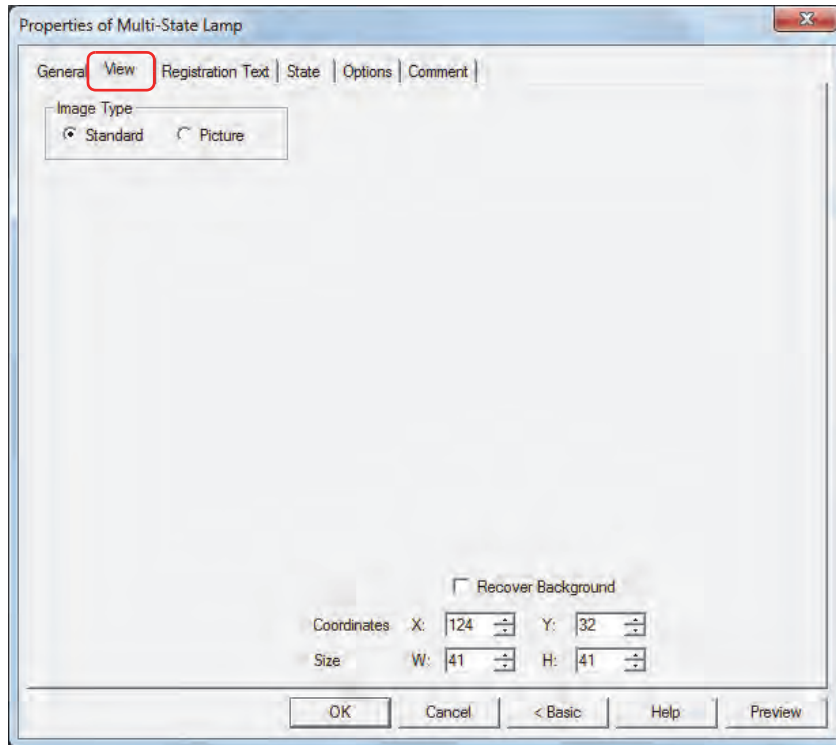 Properties of Multi-State Lamp
General View Registration Text State Options Comment
Image Type
Standard Picture
Recover Background
Coordinates X: 124 Y: 32
Size W: 41 H: 41
OK Cancel < Basic Help Preview